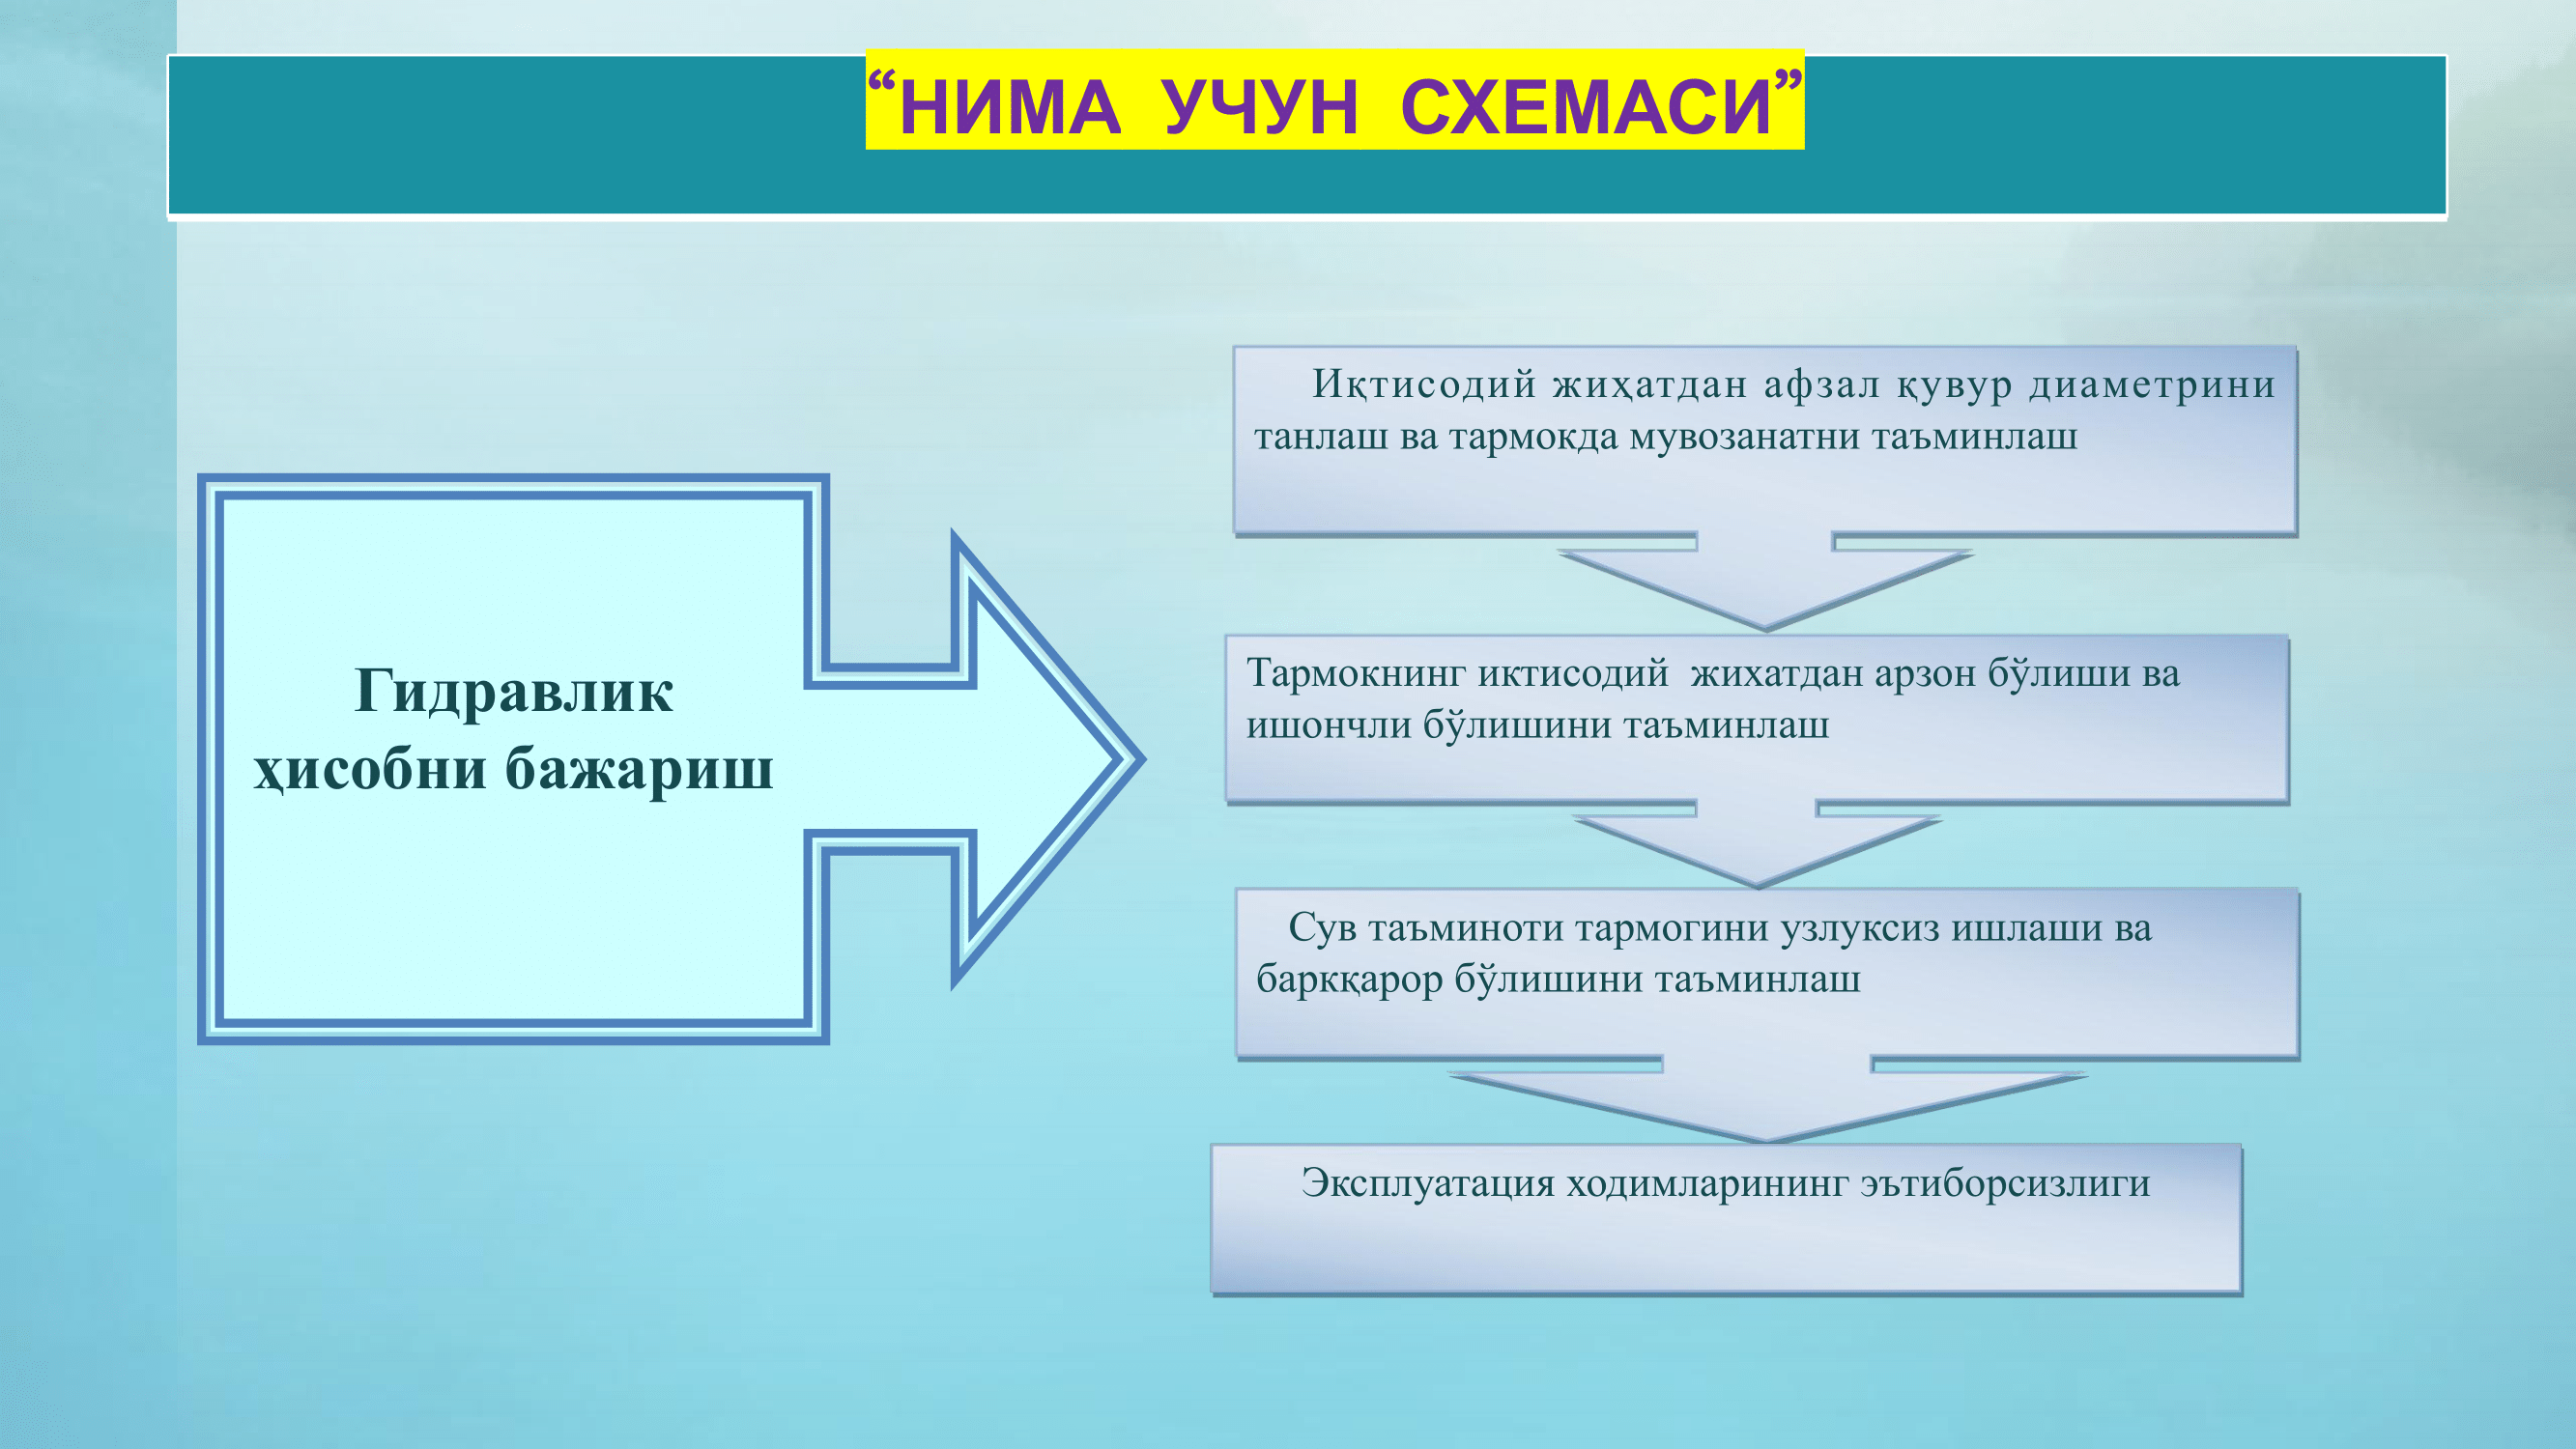 “НИМА УЧУН СХЕМАСИ”
Гидравлик
ҳисобни бажариш
Иқтисодий жиҳатдан афзал қувур диаметрини
танлаш ва тармокда мувозанатни таъминлаш
Тармокнинг иктисодий жихатдан арзон бўлиши ва
ишончли бўлишини таъминлаш
Сув таъминоти тармогини узлуксиз ишлаши ва
баркқарор бўлишини таъминлаш
Эксплуатация ходимларининг эътиборсизлиги